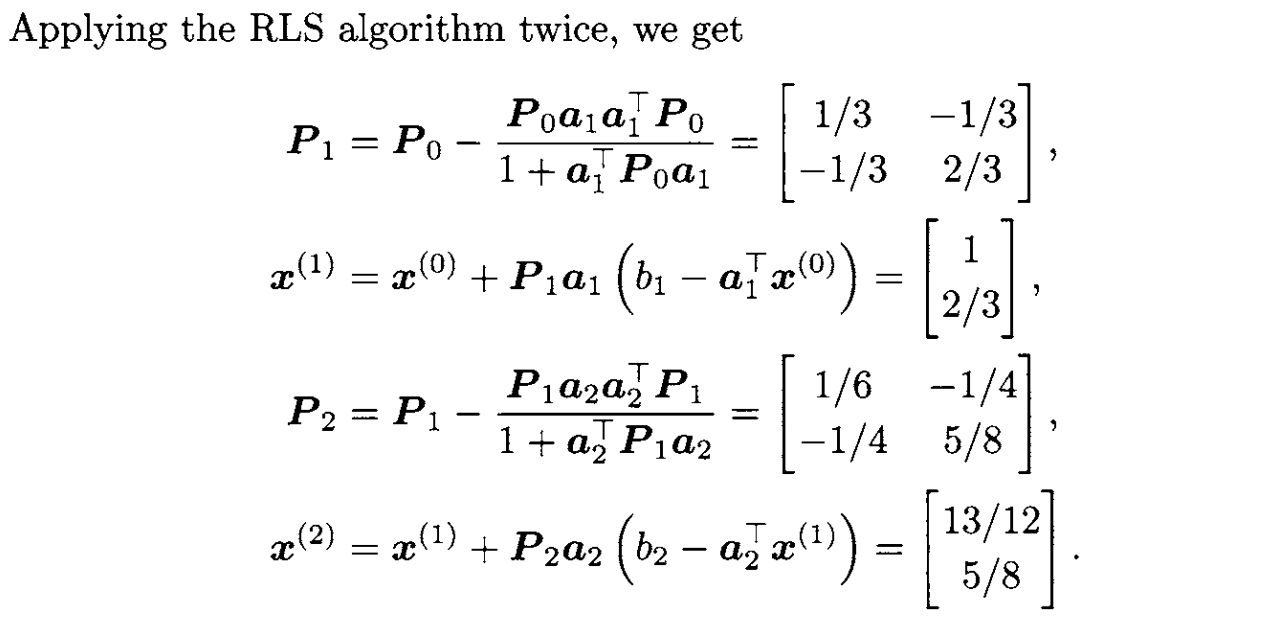 Applying the RLS algorithm twice, we get
$\boldsymbol{P}_1 = \boldsymbol{P}_0 - \frac{\boldsymbol{P}_0 \boldsymbol{a}_1 \boldsymbol{a}_1^\top \boldsymbol{P}_0}{1 + \boldsymbol{a}_1^\top \boldsymbol{P}_0 \boldsymbol{a}_1} = \begin{bmatrix} 1/3 & -1/3 \\ -1/3 & 2/3 \end{bmatrix},$
$\boldsymbol{x}^{(1)} = \boldsymbol{x}^{(0)} + \boldsymbol{P}_1 \boldsymbol{a}_1 \left( b_1 - \boldsymbol{a}_1^\top \boldsymbol{x}^{(0)} \right) = \begin{bmatrix} 1 \\ 2/3 \end{bmatrix},$
$\boldsymbol{P}_2 = \boldsymbol{P}_1 - \frac{\boldsymbol{P}_1 \boldsymbol{a}_2 \boldsymbol{a}_2^\top \boldsymbol{P}_1}{1 + \boldsymbol{a}_2^\top \boldsymbol{P}_1 \boldsymbol{a}_2} = \begin{bmatrix} 1/6 & -1/4 \\ -1/4 & 5/8 \end{bmatrix},$
$\boldsymbol{x}^{(2)} = \boldsymbol{x}^{(1)} + \boldsymbol{P}_2 \boldsymbol{a}_2 \left( b_2 - \boldsymbol{a}_2^\top \boldsymbol{x}^{(1)} \right) = \begin{bmatrix} 13/12 \\ 5/8 \end{bmatrix}.$